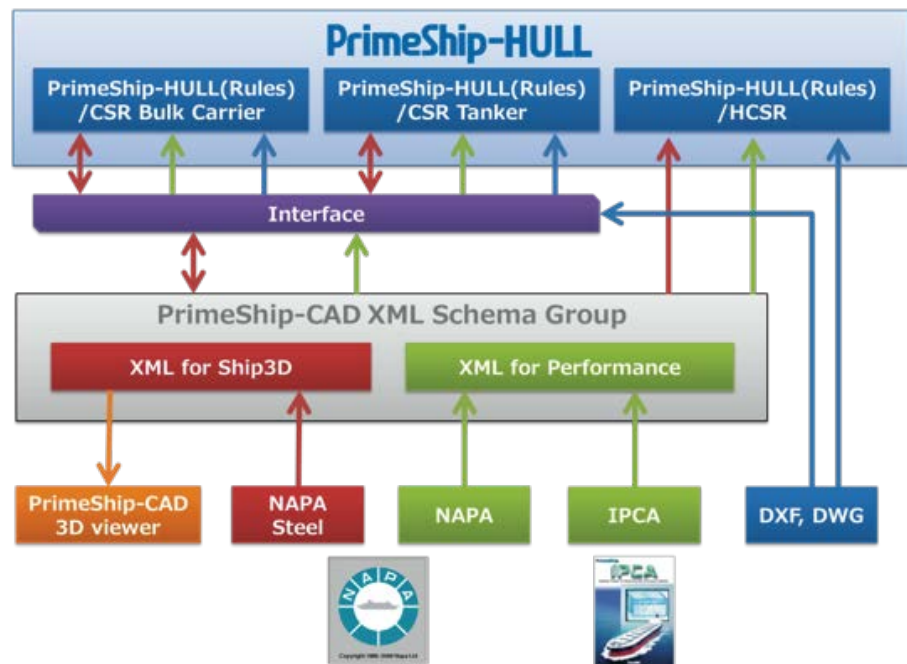 PrimeShip-HULL
PrimeShip-HULL(Rules)
/CSR Bulk Carrier
PrimeShip-HULL(Rules)
/CSR Tanker
PrimeShip-HULL(Rules)
/HCSR
Interface
PrimeShip-CAD XML Schema Group
XML for Ship3D
XML for Performance
PrimeShip-CAD
3D viewer
NAPA
Steel
NAPA
IPCA
DXF, DWG
NAPA
IPCA